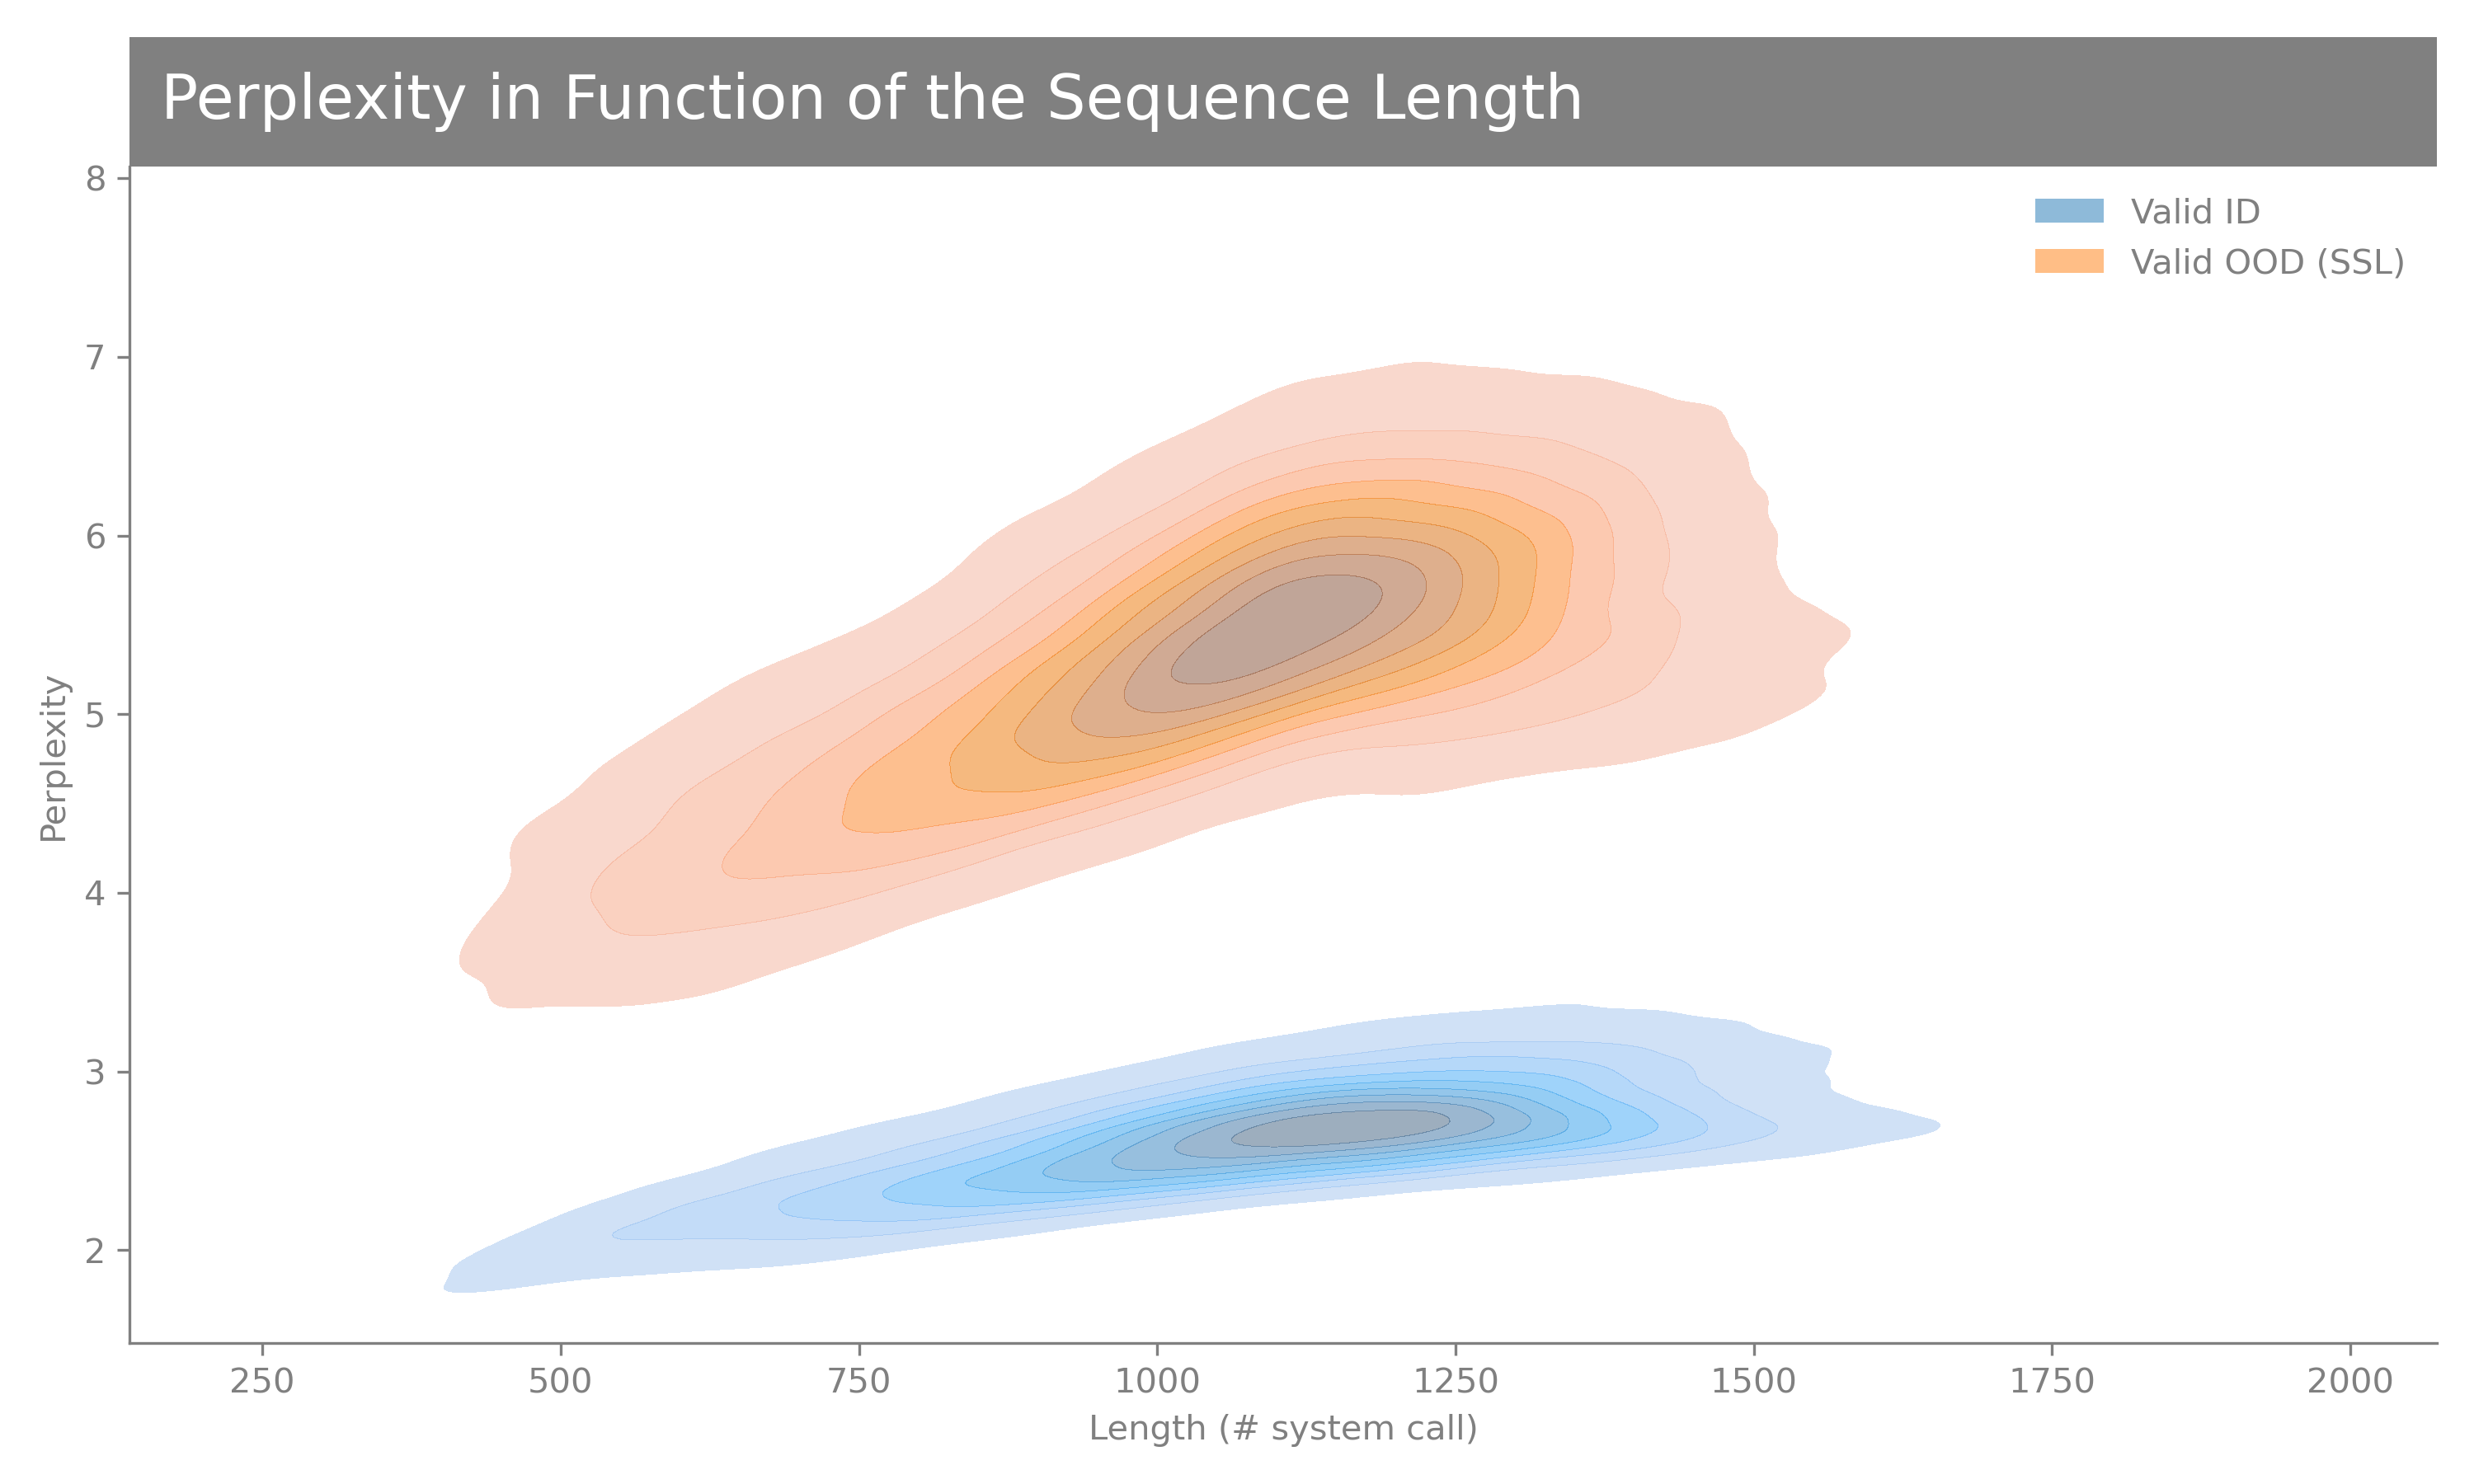 Perplexity in Function of the Sequence Length
Valid ID
Valid OOD (SSL)
8
7
6
5
4
3
2
Perplexity
250 500 750 1000 1250 1500 1750 2000
Length (# system call)